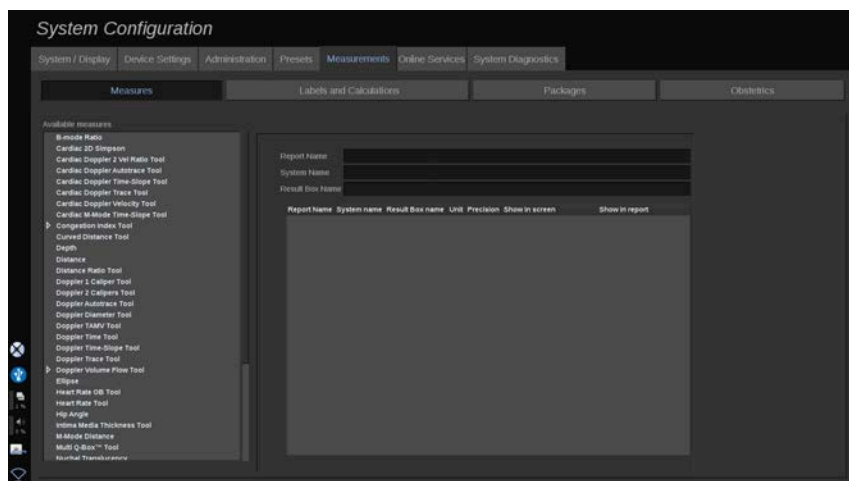 System Configuration
System / Display Device Settings Administration Presets Measurements Online Services System Diagnostics
Measures Labels and Calculations Packages Obstetrics
Available measures
B-mode Ratio
Cardiac 2D Simpson
Cardiac Doppler 2 Vel Ratio Tool
Cardiac Doppler Autotrace Tool
Cardiac Doppler Time-Slope Tool
Cardiac Doppler Trace Tool
Cardiac Doppler Velocity Tool
Cardiac M-Mode Time-Slope Tool
Congestion Index Tool
Curved Distance Tool
Depth
Distance
Distance Ratio Tool
Doppler 1 Caliper Tool
Doppler 2 Calipers Tool
Doppler Autotrace Tool
Doppler Diameter Tool
Doppler TAMV Tool
Doppler Time Tool
Doppler Time-Slope Tool
Doppler Trace Tool
Doppler Volume Flow Tool
Ellipse
Heart Rate OB Tool
Heart Rate Tool
Hip Angle
Intima Media Thickness Tool
M-Mode Distance
Multi Q-Box™ Tool
Nuchal Translucency
Report Name
System Name
Result Box Name
Report Name System name Result Box name Unit Precision Show in screen Show in report